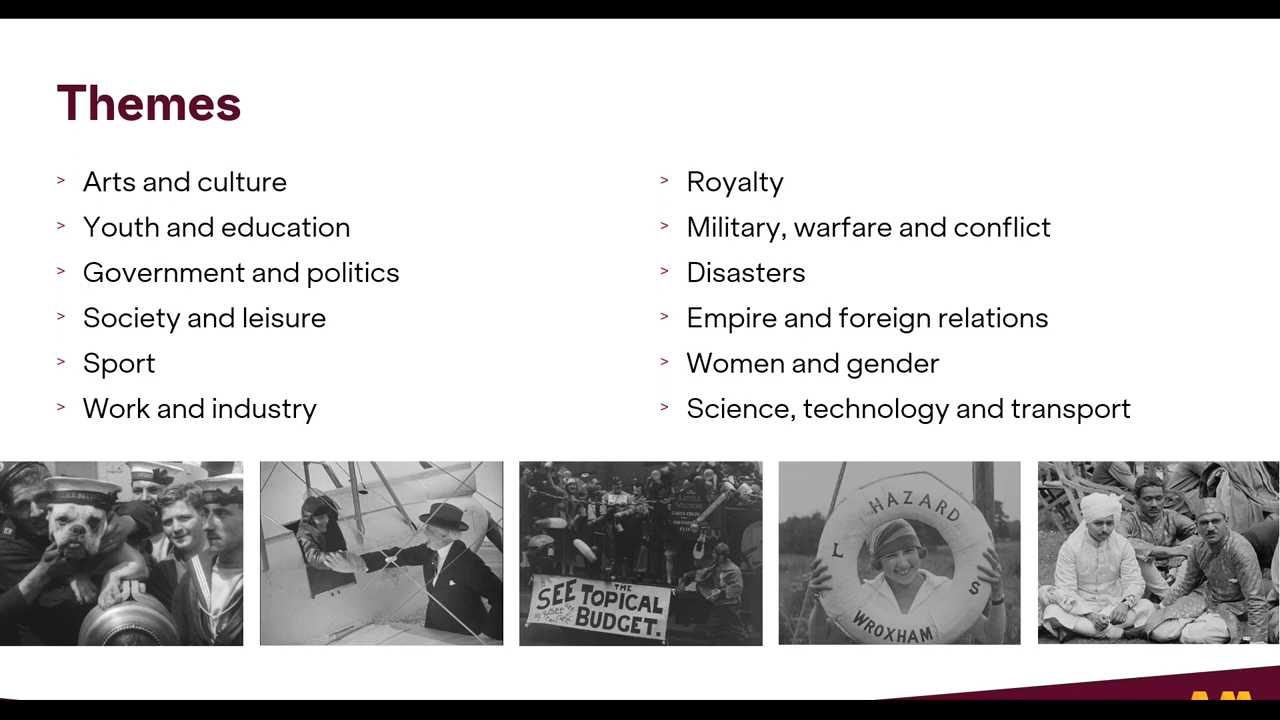 Themes
> Arts and culture
> Youth and education
> Government and politics
> Society and leisure
> Sport
> Work and industry
> Royalty
> Military, warfare and conflict
> Disasters
> Empire and foreign relations
> Women and gender
> Science, technology and transport
SEE THE
TOPICAL
BUDGET.
HAZARD
L
S
WROXHAM